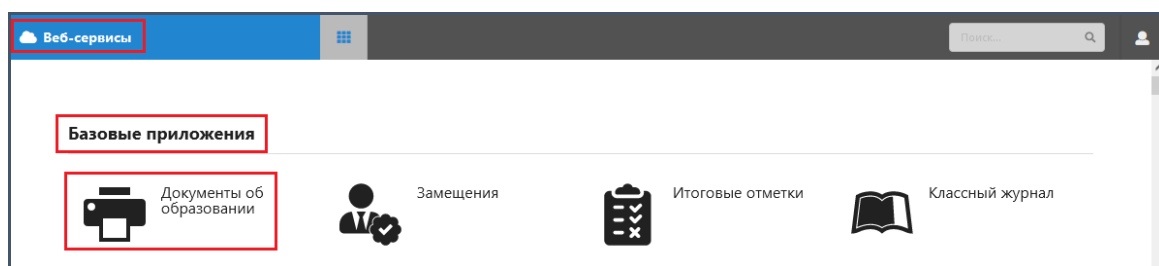 Веб-сервисы
Поиск...
Базовые приложения
Документы об
образовании
Замещения
Итоговые отметки
Классный журнал